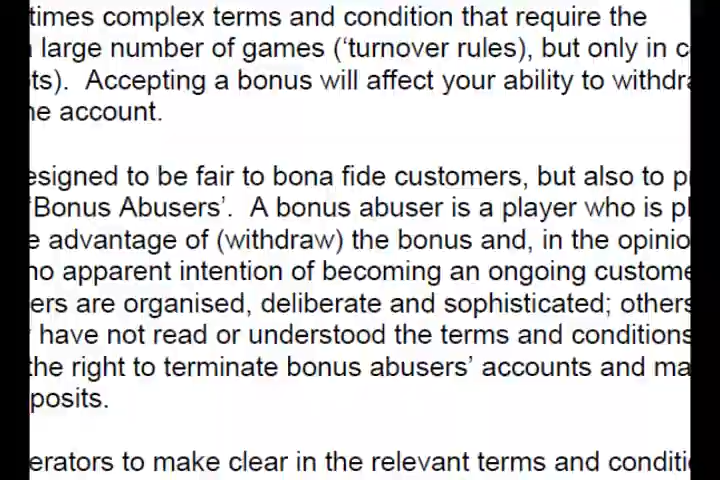 times complex terms and condition that require the
large number of games (‘turnover rules), but only in
ts). Accepting a bonus will affect your ability to
e account.
esigned to be fair to bona fide customers, but also to
‘Bonus Abusers’. A bonus abuser is a player who is
e advantage of (withdraw) the bonus and, in the
no apparent intention of becoming an ongoing
ers are organised, deliberate and sophisticated; others
have not read or understood the terms and conditions
the right to terminate bonus abusers’ accounts and
posits.
erators to make clear in the relevant terms and